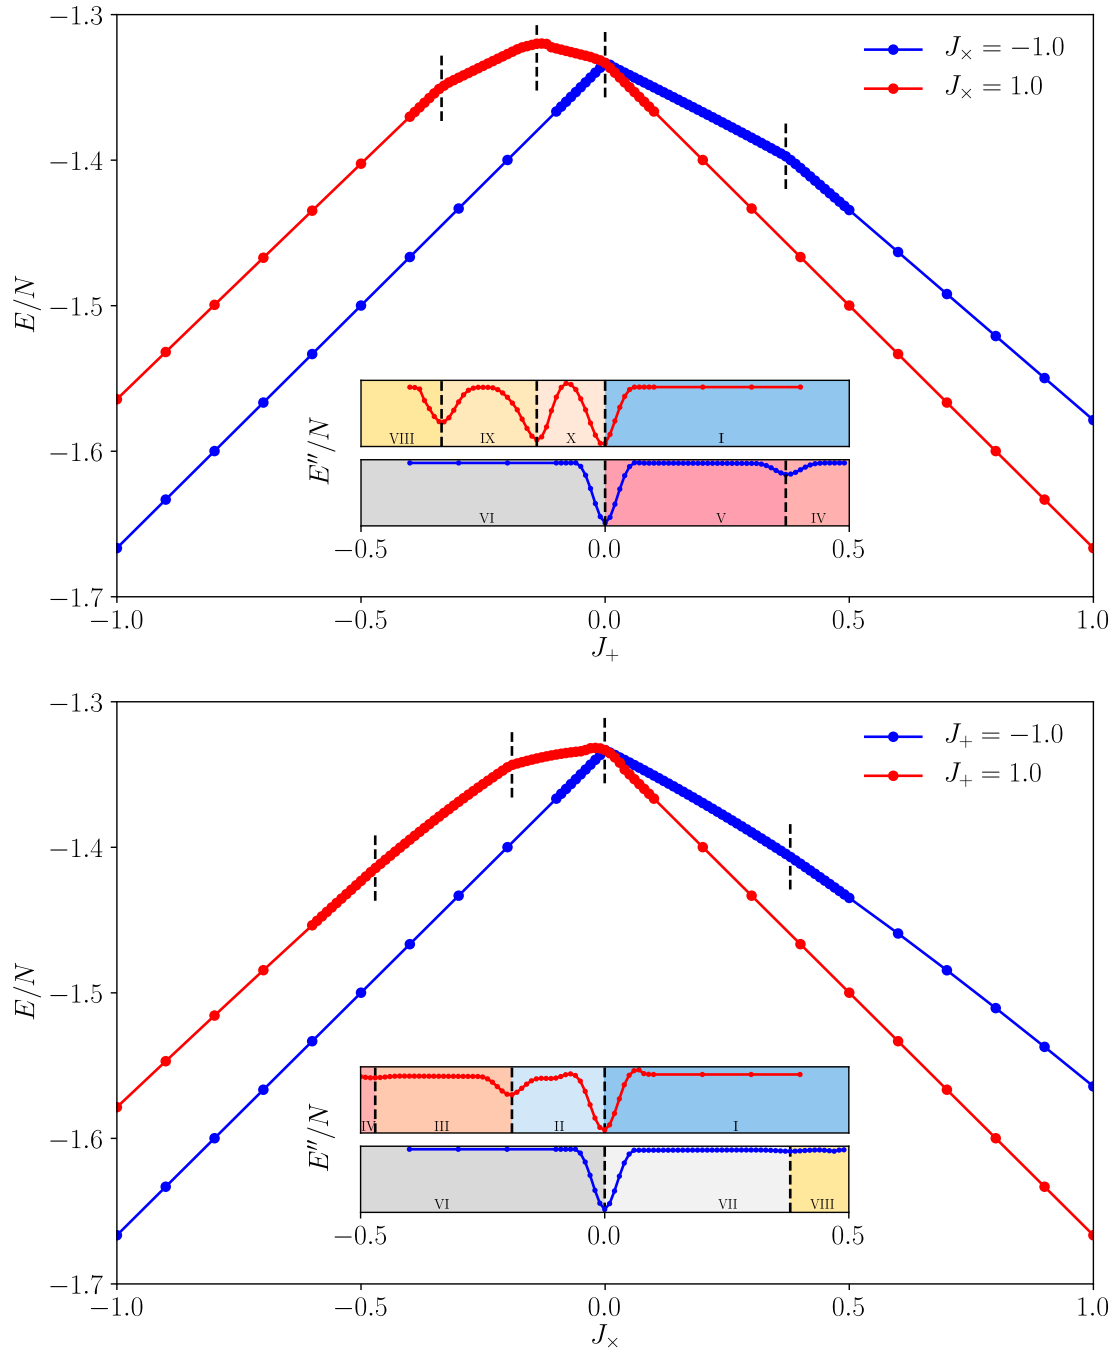 −1.3
J× = −1.0
J× = 1.0
−1.4
E/N
−1.5
VIII IX X I
E''/N
−1.6
VI V IV
−0.5 0.0 0.5
−1.7
−1.0 −0.5 0.0 0.5 1.0
J+
−1.3
J+ = −1.0
J+ = 1.0
−1.4
E/N
−1.5
IV III II I
E''/N
−1.6
VI VII VIII
−0.5 0.0 0.5
−1.7
−1.0 −0.5 0.0 0.5 1.0
J×